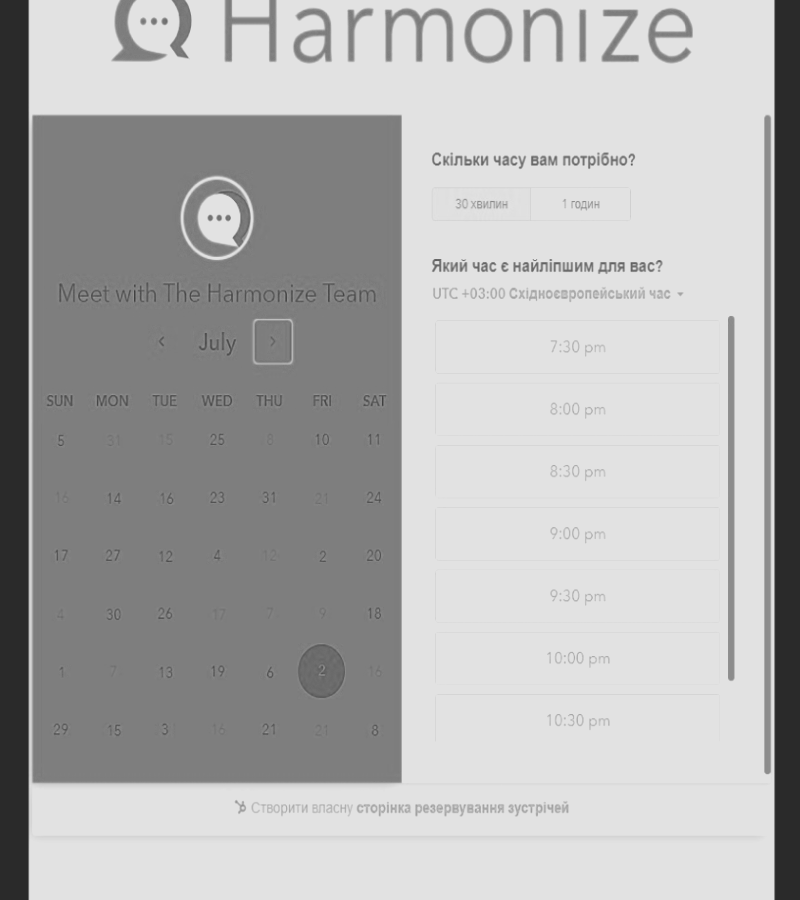 Harmonize
Meet with The Harmonize Team
July
SUN MON TUE WED THU FRI SAT
5 31 15 25 8 10 11
16 14 16 23 31 21 24
17 27 12 4 12 2 20
4 30 26 17 7 9 18
1 7 13 19 6 2 16
29 15 3 16 21 21 8
Скільки часу вам потрібно?
30 хвилин 1 годин
Який час є найліпшим для вас?
UTC +03:00 Східноєвропейський час
7:30 pm
8:00 pm
8:30 pm
9:00 pm
9:30 pm
10:00 pm
10:30 pm
Створити власну сторінка резервування зустрічей